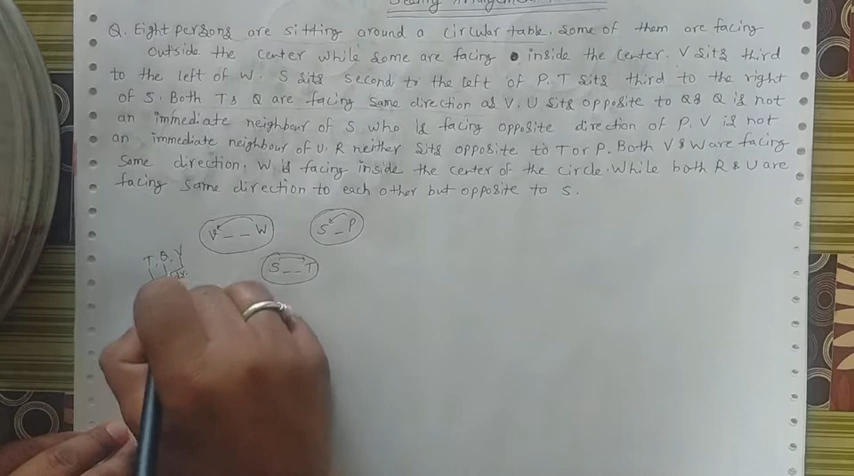 Seating Arrangement
Q. Eight persons are sitting around a circular table. Some of them are facing
outside the center while some are facing inside the center. V sits third
to the left of W. S sits second to the left of P. T sits third to the right
of S. Both T & Q are facing same direction as V. U sits opposite to Q & Q is not
an immediate neighbour of S who is facing opposite direction of P. V is not
an immediate neighbour of U. R neither sits opposite to T or P. Both V & W are facing
same direction. W is facing inside the center of the circle. While both R & U are
facing same direction to each other but opposite to S.
V _ _ W S _ P
T, Q, V
S _ _ T